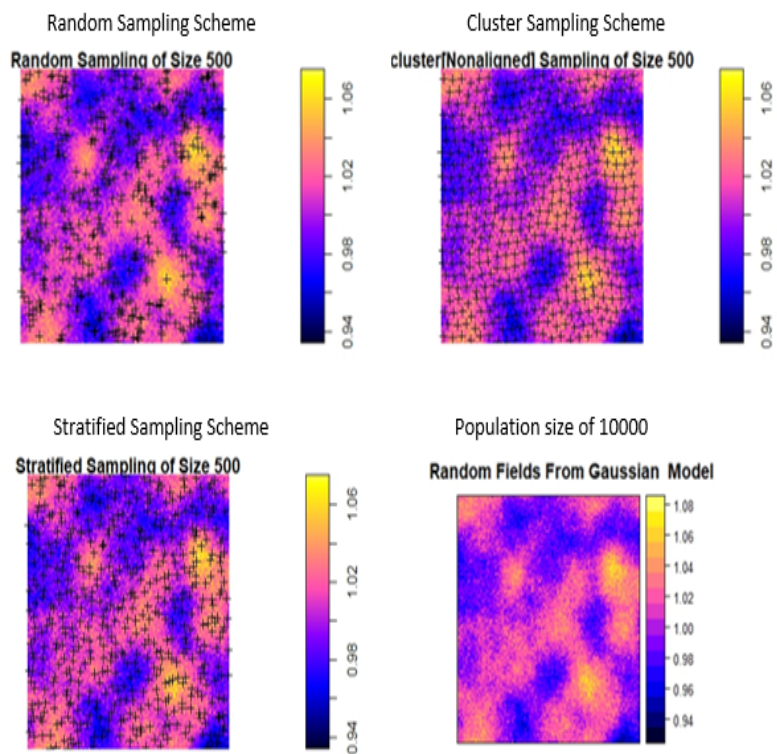 Random Sampling Scheme
Random Sampling of Size 500
1.06
1.02
0.98
0.94
Cluster Sampling Scheme
cluster[Nonaligned] Sampling of Size 500
1.06
1.02
0.98
0.94
Stratified Sampling Scheme
Stratified Sampling of Size 500
1.06
1.02
0.98
0.94
Population size of 10000
Random Fields From Gaussian Model
1.08
1.06
1.04
1.02
1.00
0.98
0.96
0.94